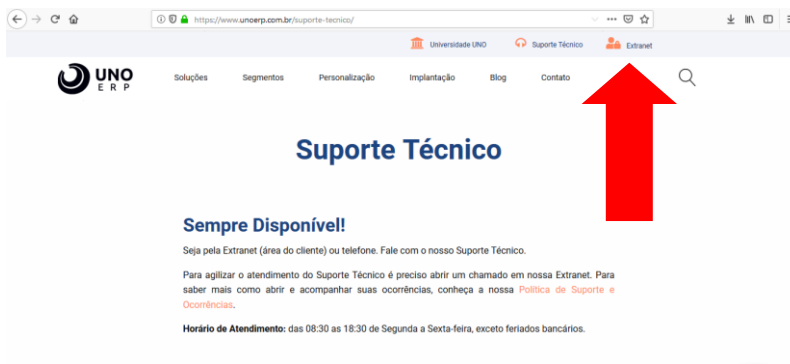 https://www.unoerp.com.br/suporte-tecnico/
Universidade UNO Suporte Técnico Extranet
UNO
ERP
Soluções Segmentos Personalização Implantação Blog Contato
Suporte Técnico
Sempre Disponível!
Seja pela Extranet (área do cliente) ou telefone. Fale com o nosso Suporte Técnico.
Para agilizar o atendimento do Suporte Técnico é preciso abrir um chamado em nossa Extranet. Para
saber mais como abrir e acompanhar suas ocorrências, conheça a nossa Política de Suporte e
Ocorrências.
Horário de Atendimento: das 08:30 as 18:30 de Segunda a Sexta-feira, exceto feriados bancários.